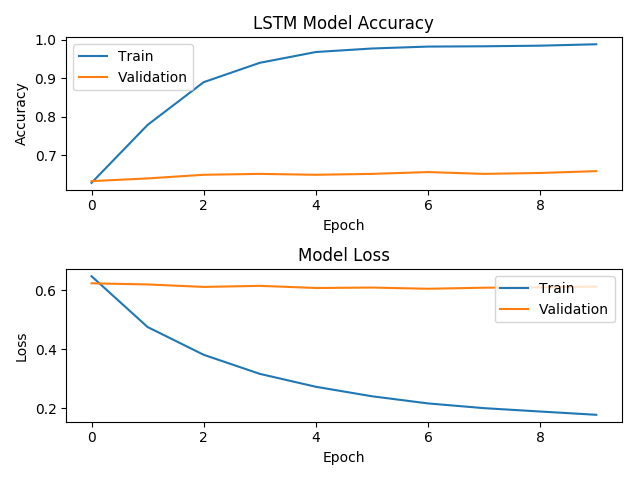 LSTM Model Accuracy
1.0
0.9
0.8
0.7
Accuracy
Train
Validation
0 2 4 6 8
Epoch
Model Loss
0.6
0.4
0.2
Loss
Train
Validation
0 2 4 6 8
Epoch